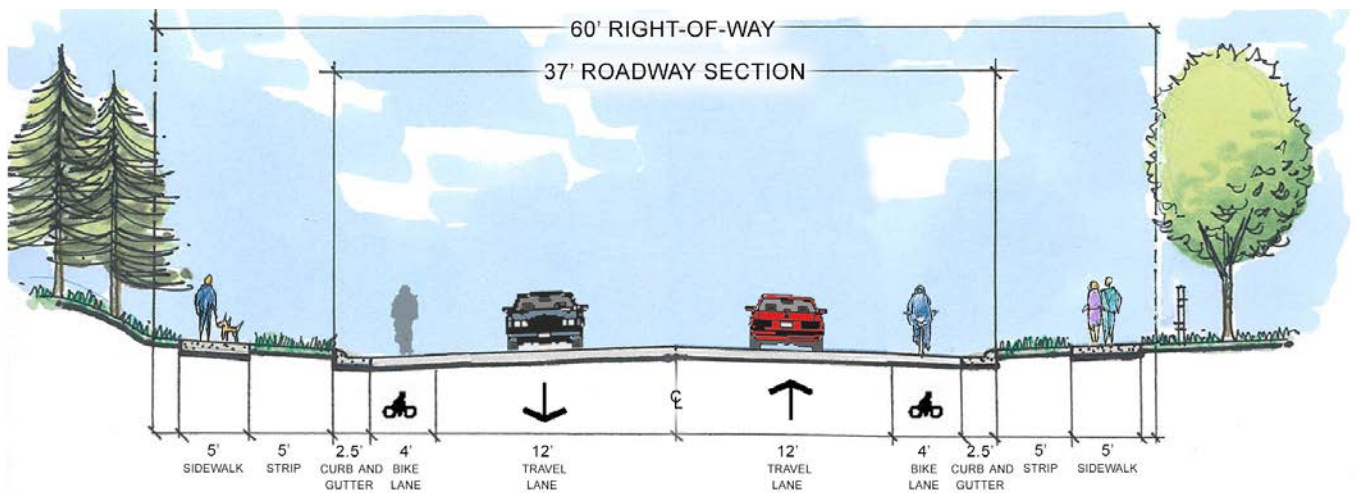 60' RIGHT-OF-WAY
37' ROADWAY SECTION
℄
5' 5' 2.5' 4' 12' 12' 4' 2.5' 5' 5'
SIDEWALK STRIP CURB AND BIKE TRAVEL TRAVEL BIKE CURB AND STRIP SIDEWALK
GUTTER LANE LANE LANE LANE GUTTER